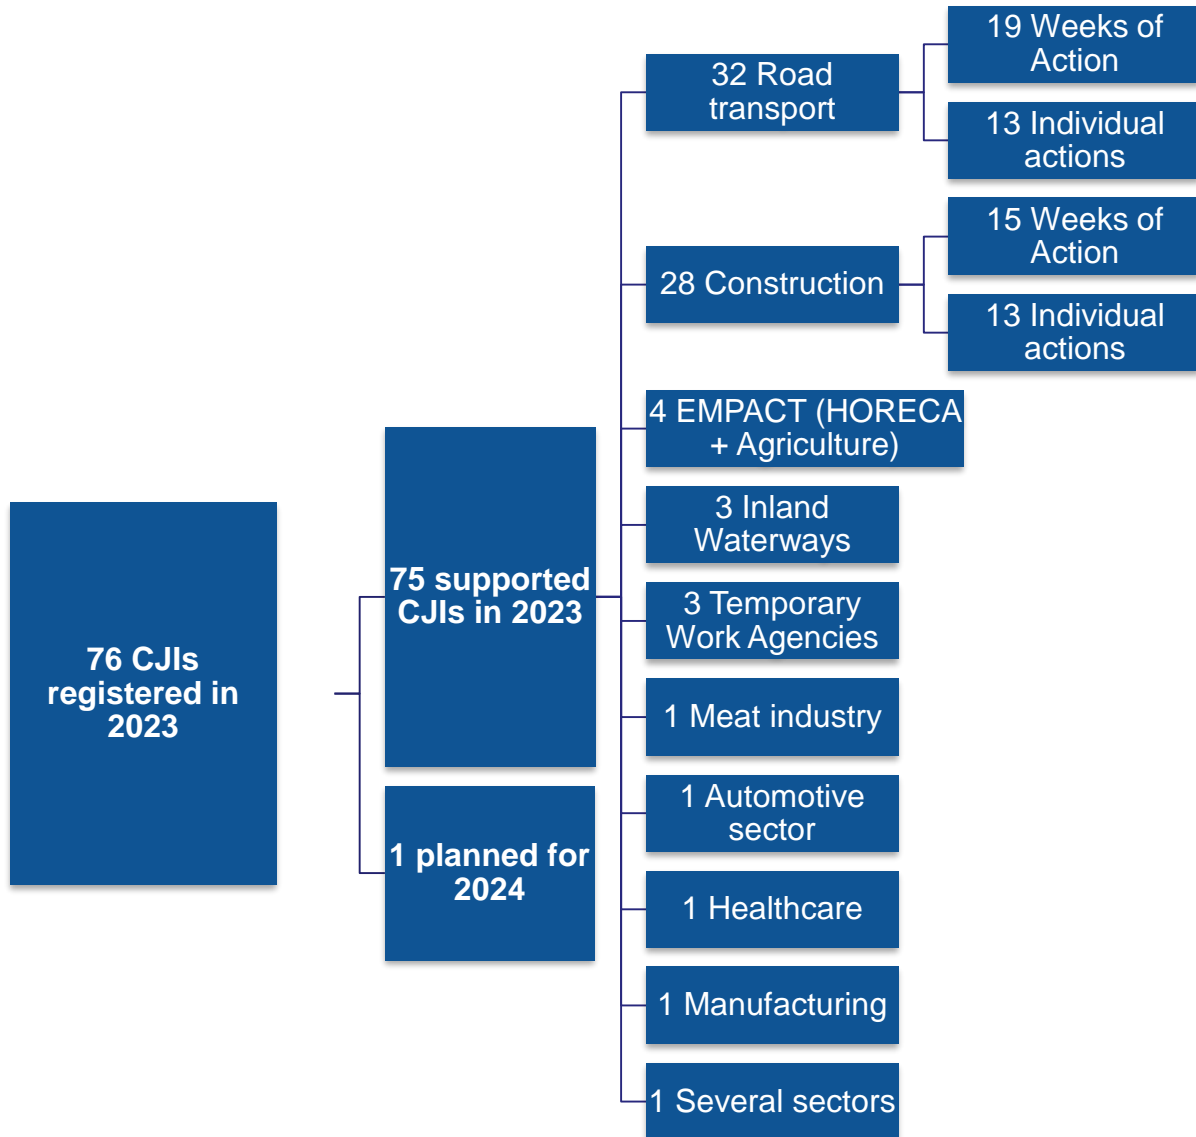 76 CJIs
registered in
2023
75 supported
CJIs in 2023
1 planned for
2024
32 Road
transport
19 Weeks of
Action
13 Individual
actions
28 Construction
15 Weeks of
Action
13 Individual
actions
4 EMPACT (HORECA
+ Agriculture)
3 Inland
Waterways
3 Temporary
Work Agencies
1 Meat industry
1 Automotive
sector
1 Healthcare
1 Manufacturing
1 Several sectors